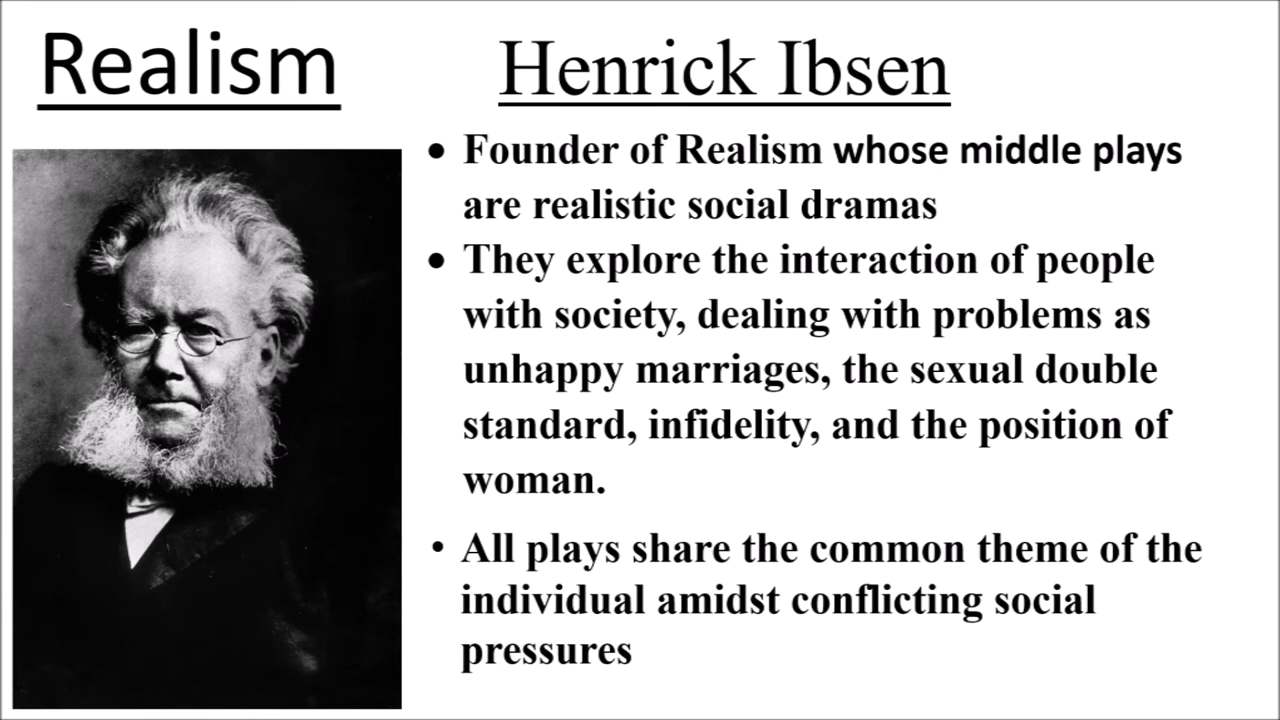 Realism
Henrick Ibsen
• Founder of Realism whose middle plays
are realistic social dramas
• They explore the interaction of people
with society, dealing with problems as
unhappy marriages, the sexual double
standard, infidelity, and the position of
woman.
• All plays share the common theme of the
individual amidst conflicting social
pressures